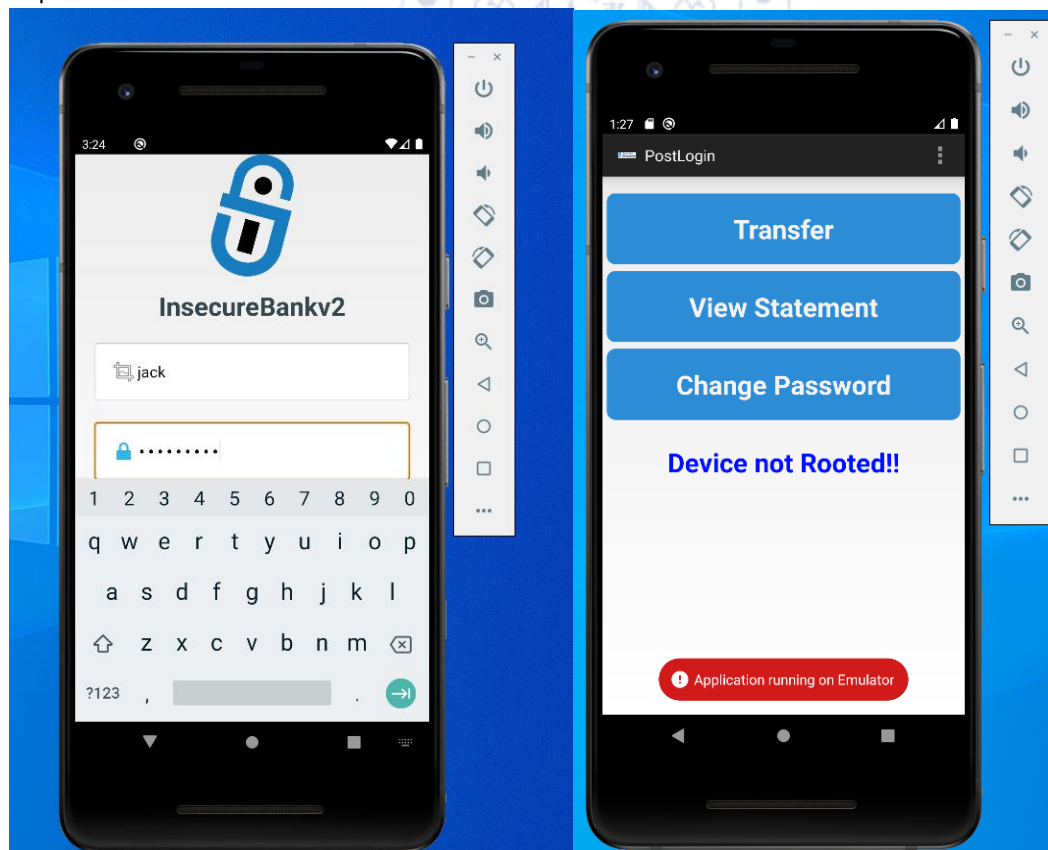 3:24
InsecureBankv2
jack
•••••••••
1 2 3 4 5 6 7 8 9 0
q w e r t y u i o p
a s d f g h j k l
z x c v b n m
?123 , .
1:27
PostLogin
Transfer
View Statement
Change Password
Device not Rooted!!
Application running on Emulator